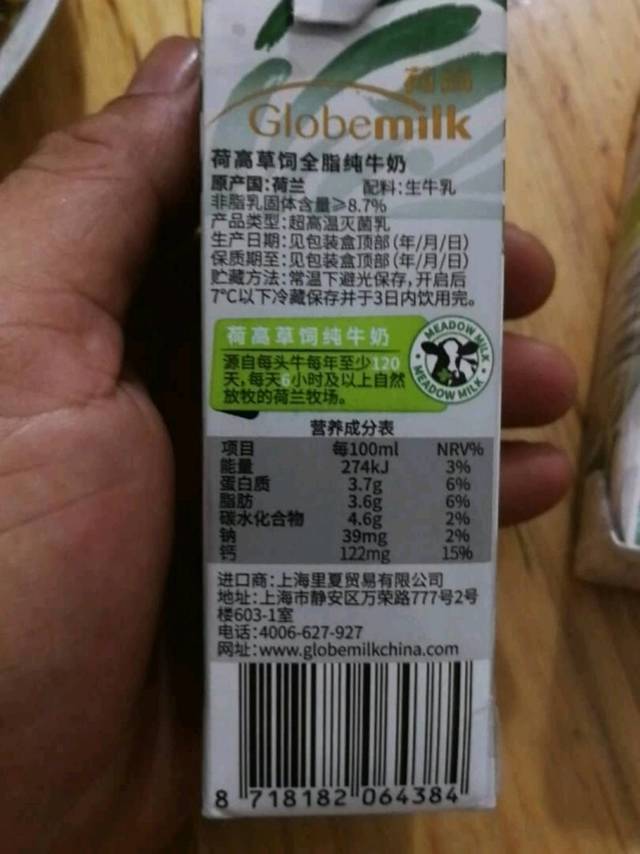 荷高
Globemilk
荷高草饲全脂纯牛奶
原产国:荷兰 配料:生牛乳
非脂乳固体含量≥8.7%
产品类型:超高温灭菌乳
生产日期:见包装盒顶部(年/月/日)
保质期至:见包装盒顶部(年/月/日)
贮藏方法:常温下避光保存,开启后
7℃以下冷藏保存并于3日内饮用完。
荷高草饲纯牛奶
源自每头牛每年至少120
天,每天6小时及以上自然
放牧的荷兰牧场。
MEADOW MILK
MEADOW MILK
营养成分表
项目 每100ml NRV%
能量 274kJ 3%
蛋白质 3.7g 6%
脂肪 3.6g 6%
碳水化合物 4.6g 2%
钠 39mg 2%
钙 122mg 15%
进口商:上海里夏贸易有限公司
地址:上海市静安区万荣路777号2号
楼603-1室
电话:4006-627-927
网址:www.globemilkchina.com
8 718182 064384